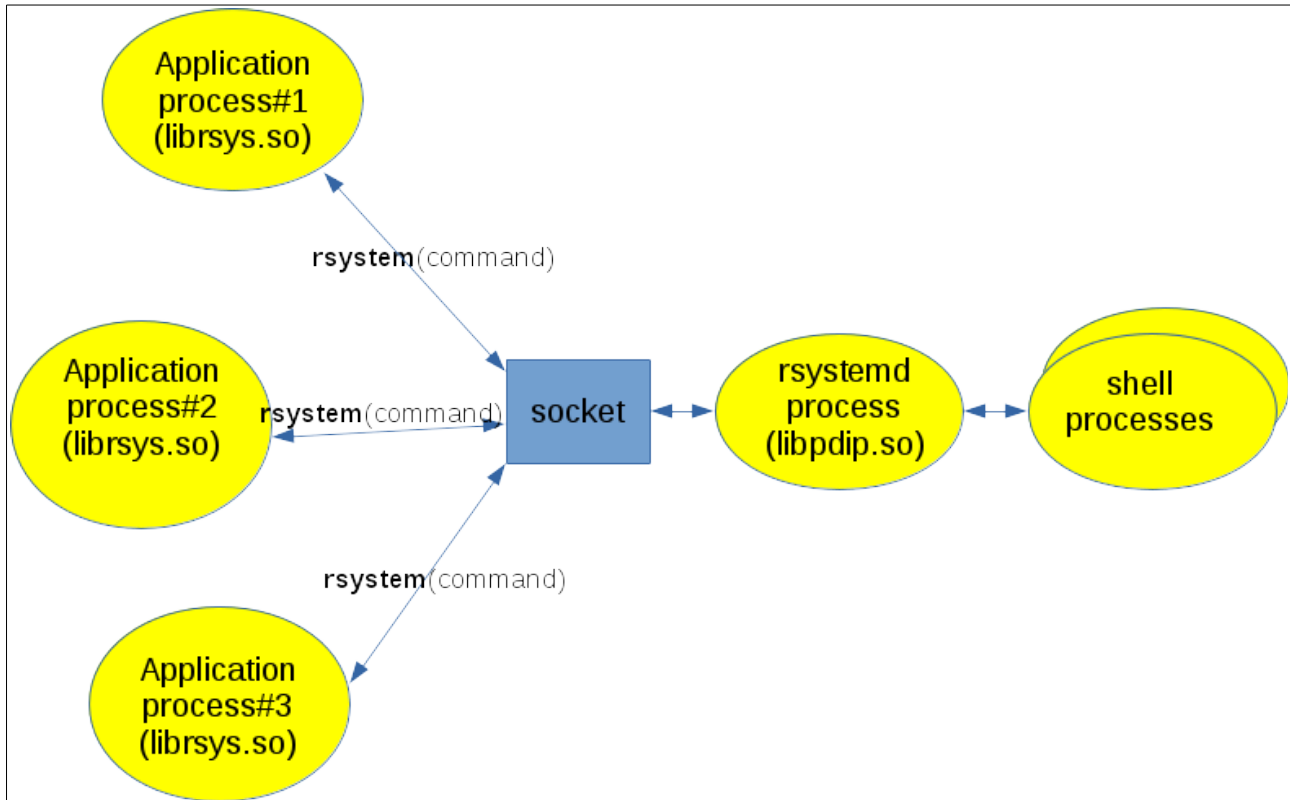 Application
process#1
(librsys.so)
rsystem(command)
Application
process#2
(librsys.so)
rsystem(command)
socket
rsystemd
process
(libpdip.so)
shell
processes
rsystem(command)
Application
process#3
(librsys.so)